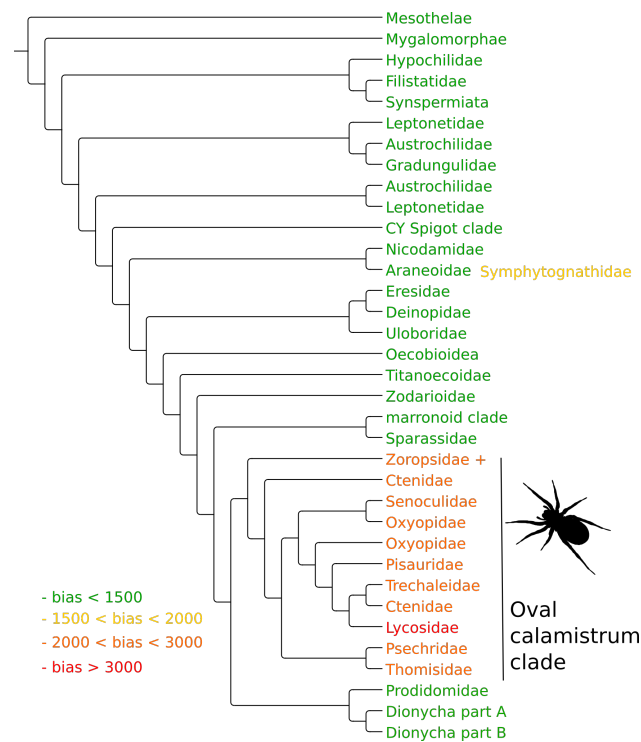 Mesothelae
Mygalomorphae
Hypochilidae
Filistatidae
Synspermiata
Leptonetidae
Austrochilidae
Gradungulidae
Austrochilidae
Leptonetidae
CY Spigot clade
Nicodamidae
Araneoidae Symphytognathidae
Eresidae
Deinopidae
Uloboridae
Oecobioidea
Titanoecoidae
Zodarioidae
marronoid clade
Sparassidae
Zoropsidae +
Ctenidae
Senoculidae
Oxyopidae
Oxyopidae
Pisauridae
Trechaleidae
Ctenidae
Lycosidae
Psechridae
Thomisidae
Prodidomidae
Dionycha part A
Dionycha part B
Oval
calamistrum
clade
- bias < 1500
- 1500 < bias < 2000
- 2000 < bias < 3000
- bias > 3000